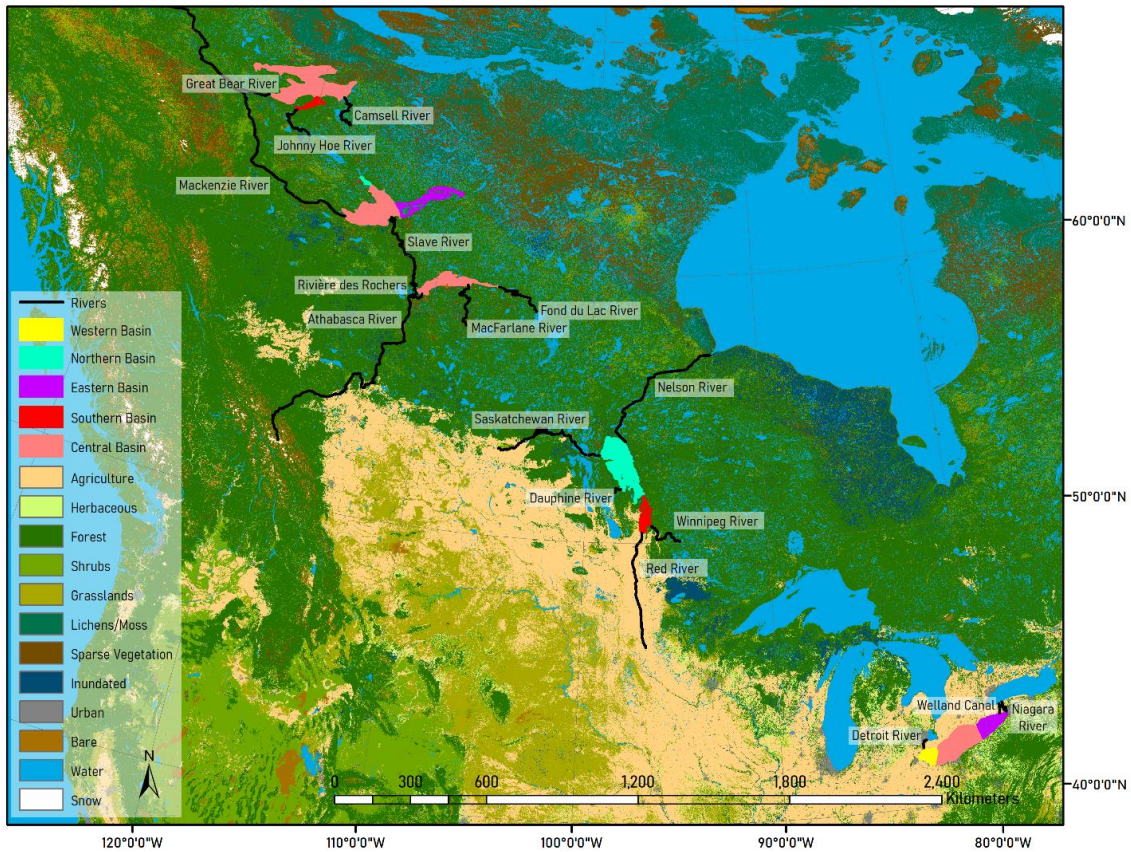 Great Bear River
Camsell River
Johnny Hoe River
Mackenzie River
60°0'0"N
Slave River
Rivière des Rochers
Fond du Lac River
Athabasca River
MacFarlane River
Rivers
Western Basin
Northern Basin
Eastern Basin
Southern Basin
Central Basin
Agriculture
Herbaceous
Forest
Shrubs
Grasslands
Lichens/Moss
Sparse Vegetation
Inundated
Urban
Bare
Water
Snow
N
Nelson River
Saskatchewan River
Dauphine River
50°0'0"N
Winnipeg River
Red River
Welland Canal
Niagara
River
Detroit River
0 300 600 1,200 1,800 2,400
Kilometers
40°0'0"N
120°0'0"W 110°0'0"W 100°0'0"W 90°0'0"W 80°0'0"W